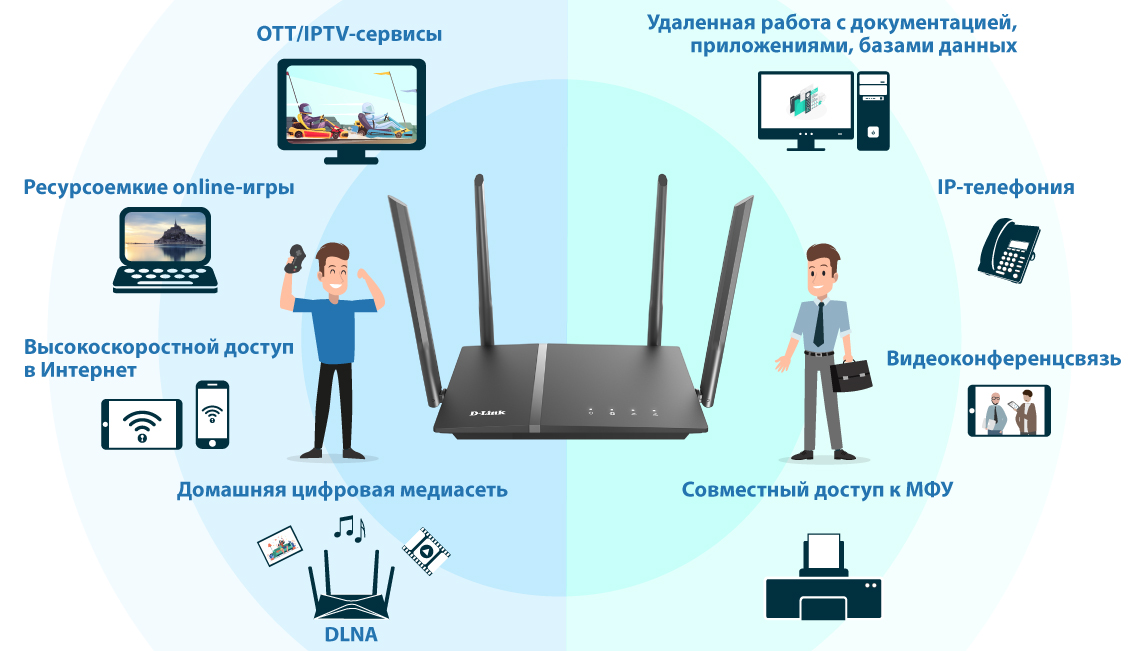 OTT/IPTV-сервисы
Удаленная работа с документацией,
приложениями, базами данных
Ресурсоемкие online-игры
IP-телефония
Высокоскоростной доступ
в Интернет
Видеоконференцсвязь
D-Link
Домашняя цифровая медиасеть
Совместный доступ к МФУ
DLNA